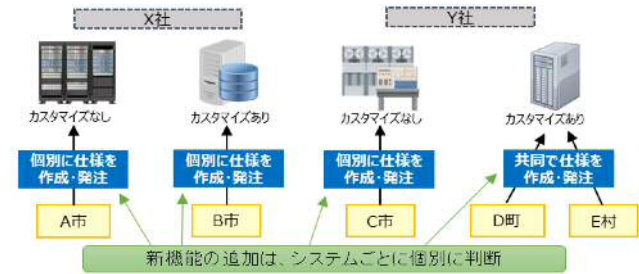 X社
Y社
カスタマイズなし
カスタマイズあり
カスタマイズなし
カスタマイズあり
個別に仕様を
作成・発注
個別に仕様を
作成・発注
個別に仕様を
作成・発注
共同で仕様を
作成・発注
A市
B市
C市
D町
E村
新機能の追加は、システムごとに個別に判断